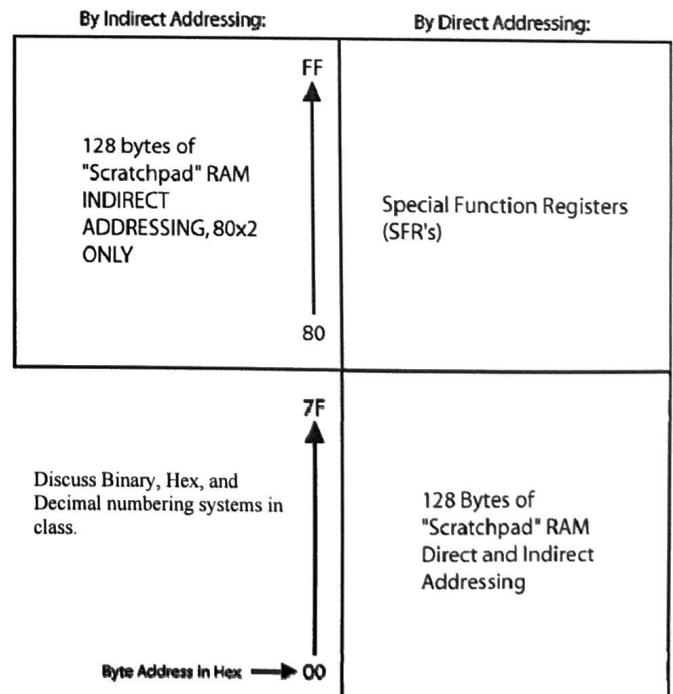 By Indirect Addressing:
By Direct Addressing:
FF
128 bytes of
"Scratchpad" RAM
INDIRECT
ADDRESSING, 80x2
ONLY
Special Function Registers
(SFR's)
80
7F
Discuss Binary, Hex, and
Decimal numbering systems in
class.
128 Bytes of
"Scratchpad" RAM
Direct and Indirect
Addressing
Byte Address in Hex
00